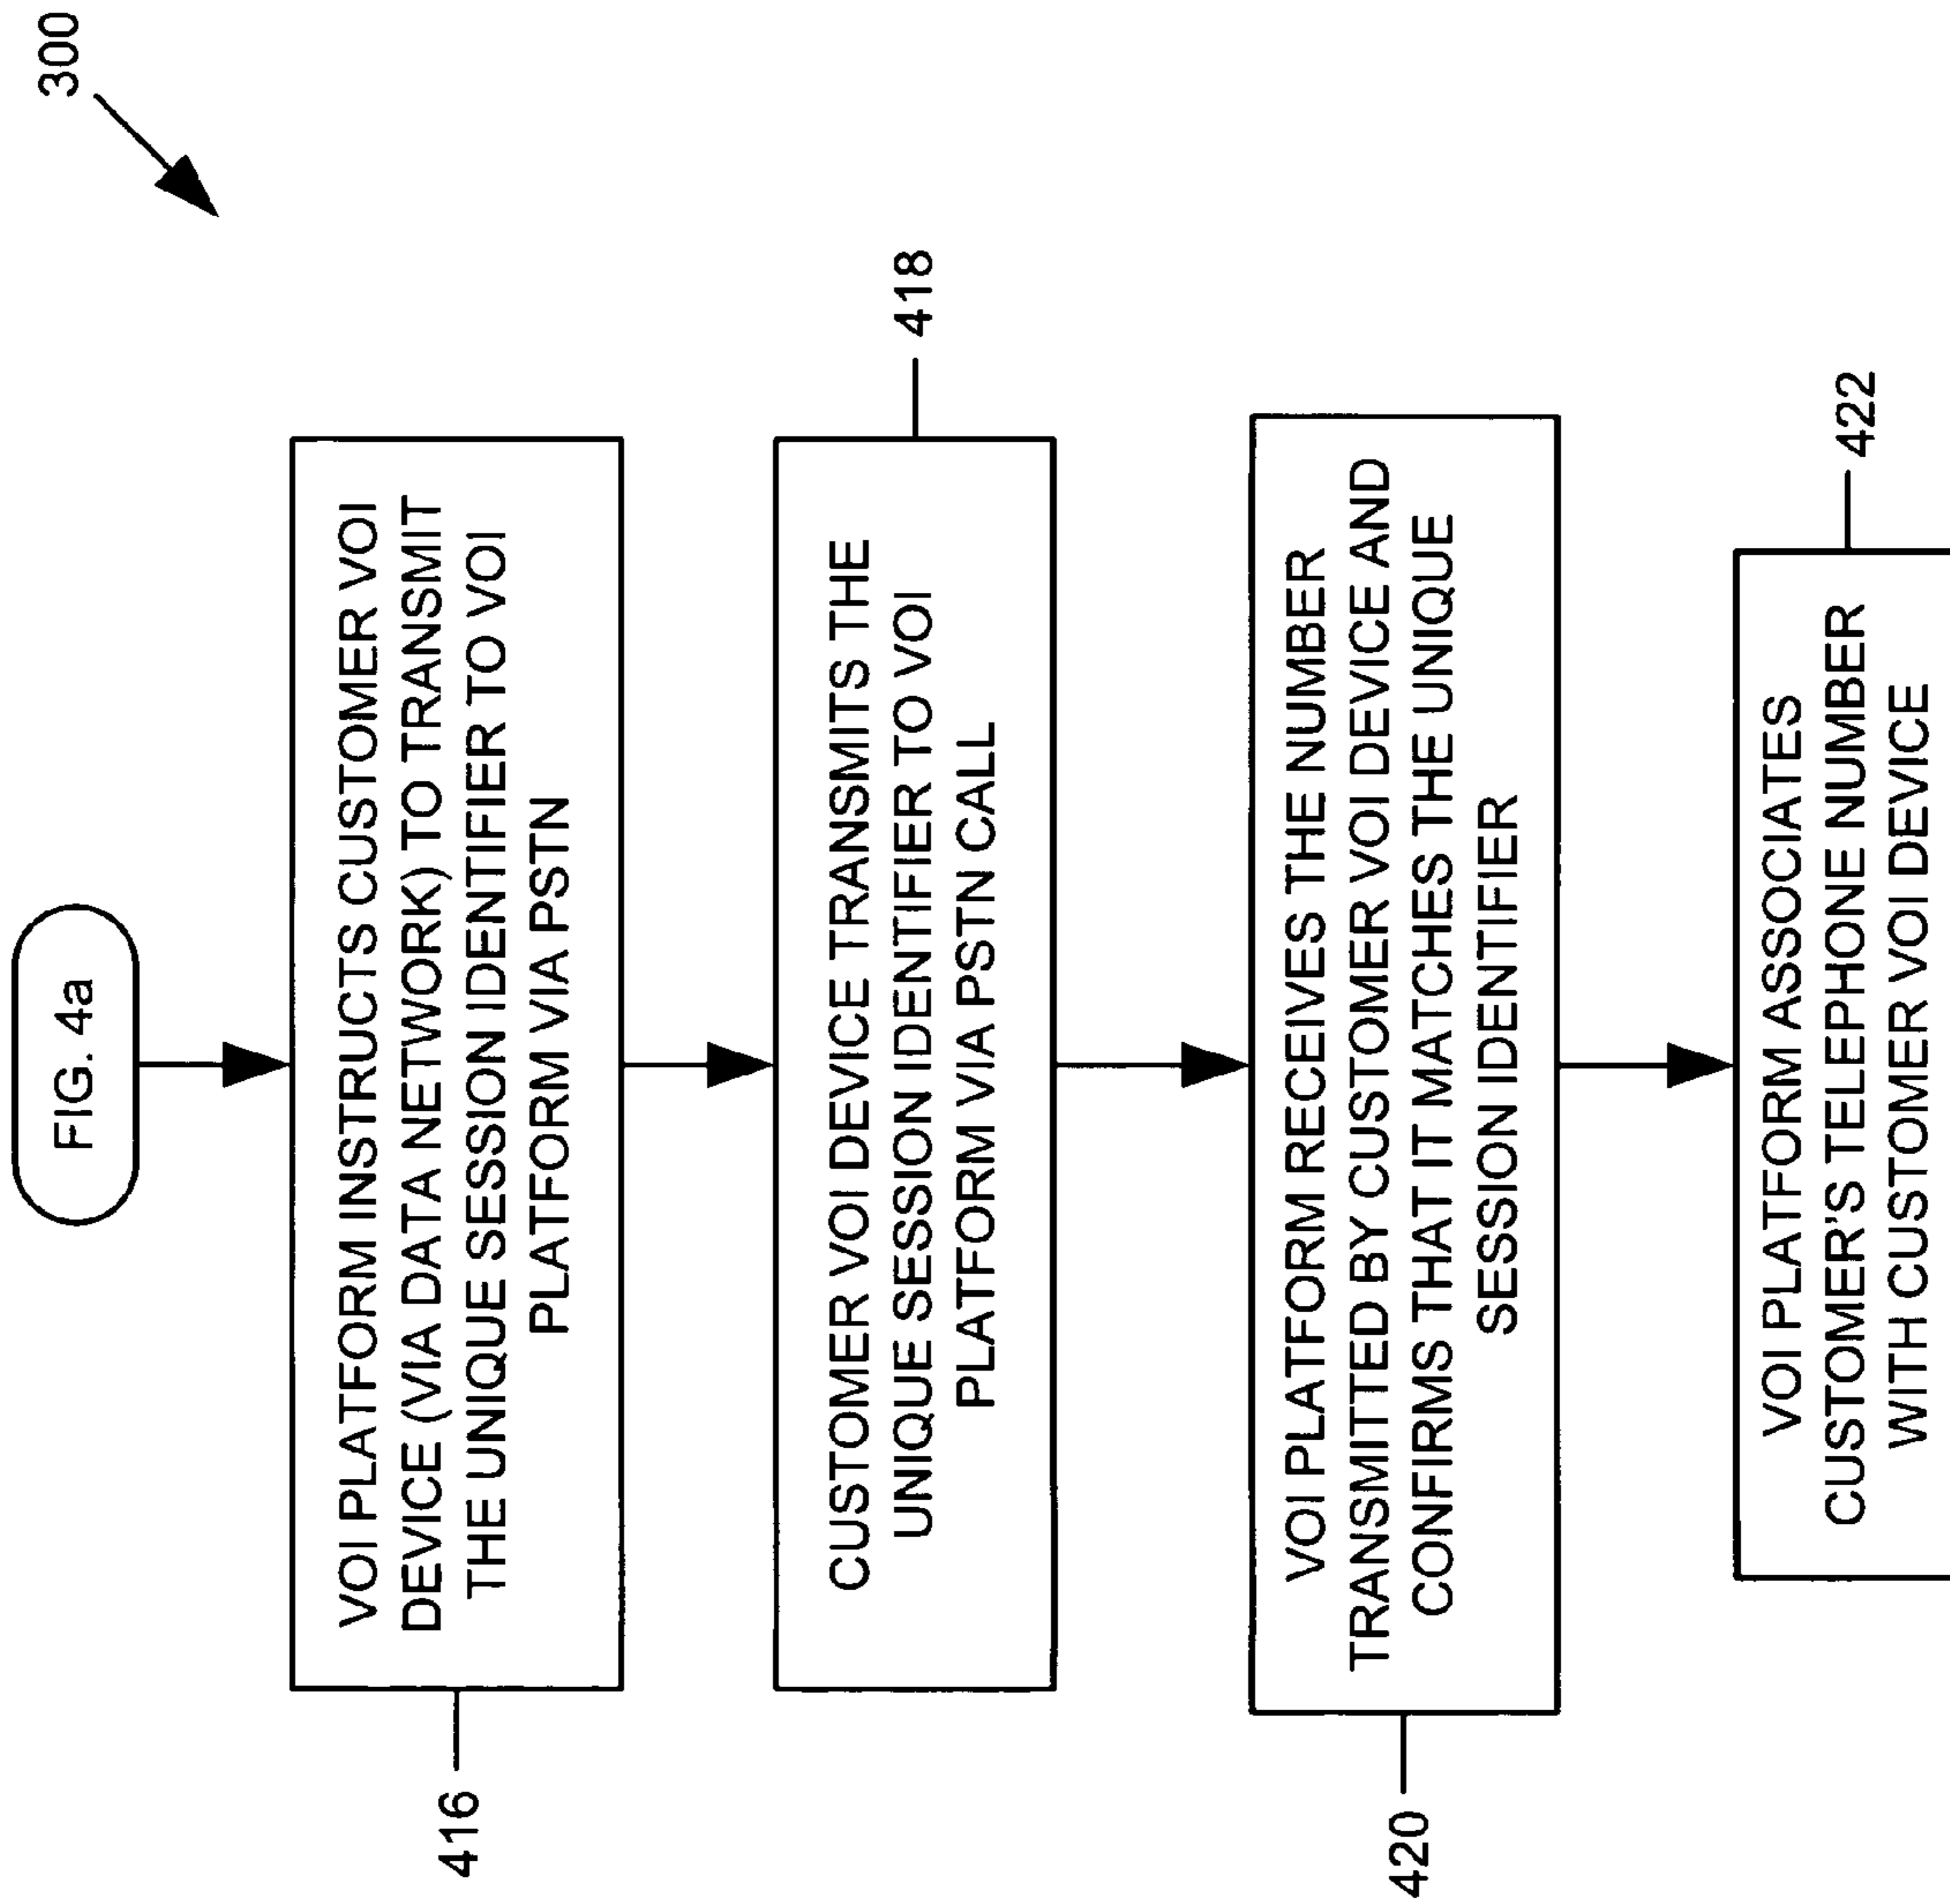 300
FIG. 4a
416
VOI PLATFORM INSTRUCTS CUSTOMER VOI
DEVICE (VIA DATA NETWORK) TO TRANSMIT
THE UNIQUE SESSION IDENTIFIER TO VOI
PLATFORM VIA PSTN
CUSTOMER VOI DEVICE TRANSMITS THE
UNIQUE SESSION IDENTIFIER TO VOI
PLATFORM VIA PSTN CALL
418
420
VOI PLATFORM RECEIVES THE NUMBER
TRANSMITTED BY CUSTOMER VOI DEVICE AND
CONFIRMS THAT IT MATCHES THE UNIQUE
SESSION IDENTIFIER
VOI PLATFORM ASSOCIATES
CUSTOMER'S TELEPHONE NUMBER
WITH CUSTOMER VOI DEVICE
422